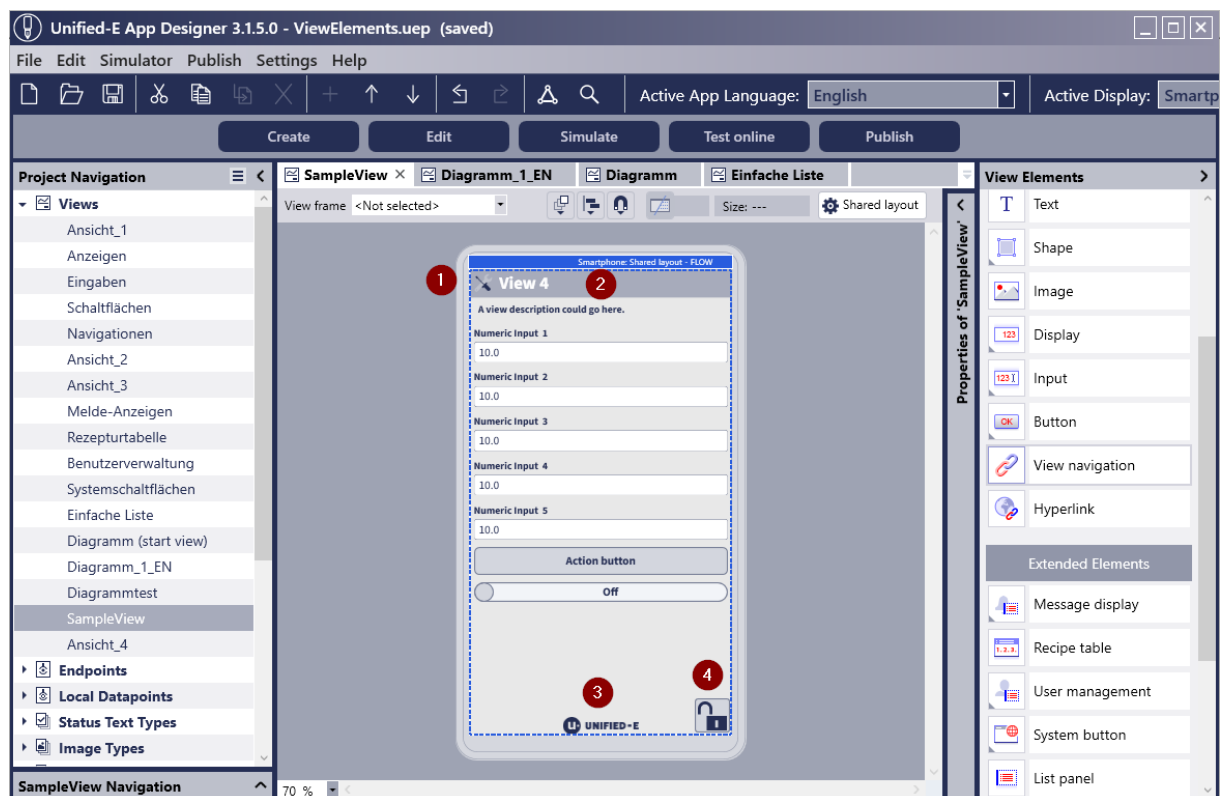 Unified-E App Designer 3.1.5.0 - ViewElements.uep (saved)
File Edit Simulator Publish Settings Help
Active App Language: English Active Display: Smartp
Create Edit Simulate Test online Publish
Project Navigation
Views
Ansicht_1
Anzeigen
Eingaben
Schaltflächen
Navigationen
Ansicht_2
Ansicht_3
Melde-Anzeigen
Rezepturtabelle
Benutzerverwaltung
Systemschaltflächen
Einfache Liste
Diagramm (start view)
Diagramm_1_EN
Diagrammtest
SampleView
Ansicht_4
Endpoints
Local Datapoints
Status Text Types
Image Types
SampleView Navigation
SampleView Diagramm_1_EN Diagramm Einfache Liste
View frame <Not selected> Size: --- Shared layout
Smartphone: Shared layout - FLOW
1
View 4
2
A view description could go here.
Numeric Input 1
10.0
Numeric Input 2
10.0
Numeric Input 3
10.0
Numeric Input 4
10.0
Numeric Input 5
10.0
Action button
Off
3
4
U UNIFIED-E
70 %
Properties of 'SampleView'
View Elements
T Text
Shape
Image
123 Display
123 Input
OK Button
View navigation
Hyperlink
Extended Elements
Message display
1.2.3. Recipe table
User management
System button
List panel